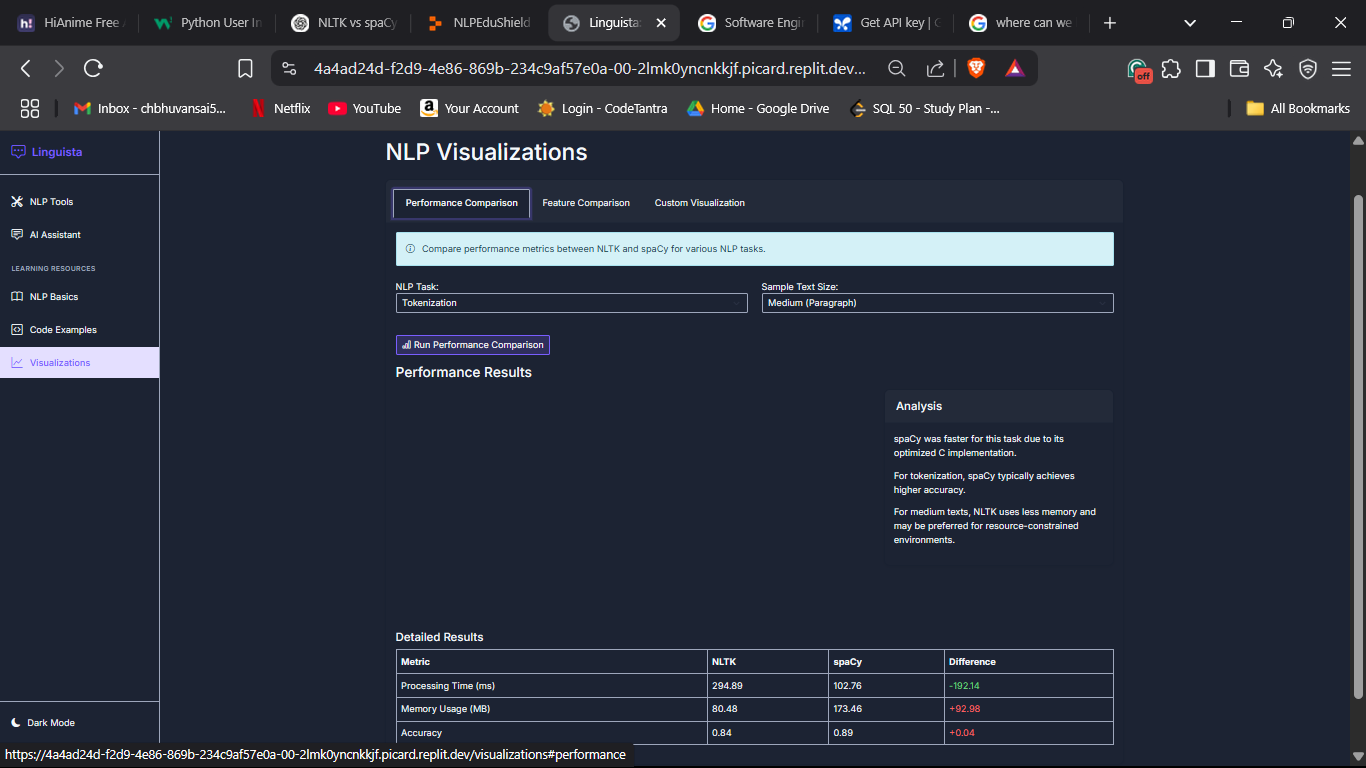 HiAnime Free
Python User In
NLTK vs spaCy
NLPEduShield
Linguista
Software Engi
Get API key | G
where can we
4a4ad24d-f2d9-4e86-869b-234c9af57e0a-00-2lmk0yncnkkjf.picard.replit.dev...
off
Inbox - chbhuvansai5...
Netflix
YouTube
Your Account
Login - CodeTantra
Home - Google Drive
SQL 50 - Study Plan -...
All Bookmarks
Linguista
NLP Tools
AI Assistant
LEARNING RESOURCES
NLP Basics
Code Examples
Visualizations
Dark Mode
NLP Visualizations
Performance Comparison
Feature Comparison
Custom Visualization
Compare performance metrics between NLTK and spaCy for various NLP tasks.
NLP Task:
Tokenization
Sample Text Size:
Medium (Paragraph)
Run Performance Comparison
Performance Results
Analysis
spaCy was faster for this task due to its
optimized C implementation.
For tokenization, spaCy typically achieves
higher accuracy.
For medium texts, NLTK uses less memory and
may be preferred for resource-constrained
environments.
Detailed Results
Metric NLTK spaCy Difference
Processing Time (ms) 294.89 102.76 -192.14
Memory Usage (MB) 80.48 173.46 +92.98
Accuracy 0.84 0.89 +0.04
https://4a4ad24d-f2d9-4e86-869b-234c9af57e0a-00-2lmk0yncnkkjf.picard.replit.dev/visualizations#performance